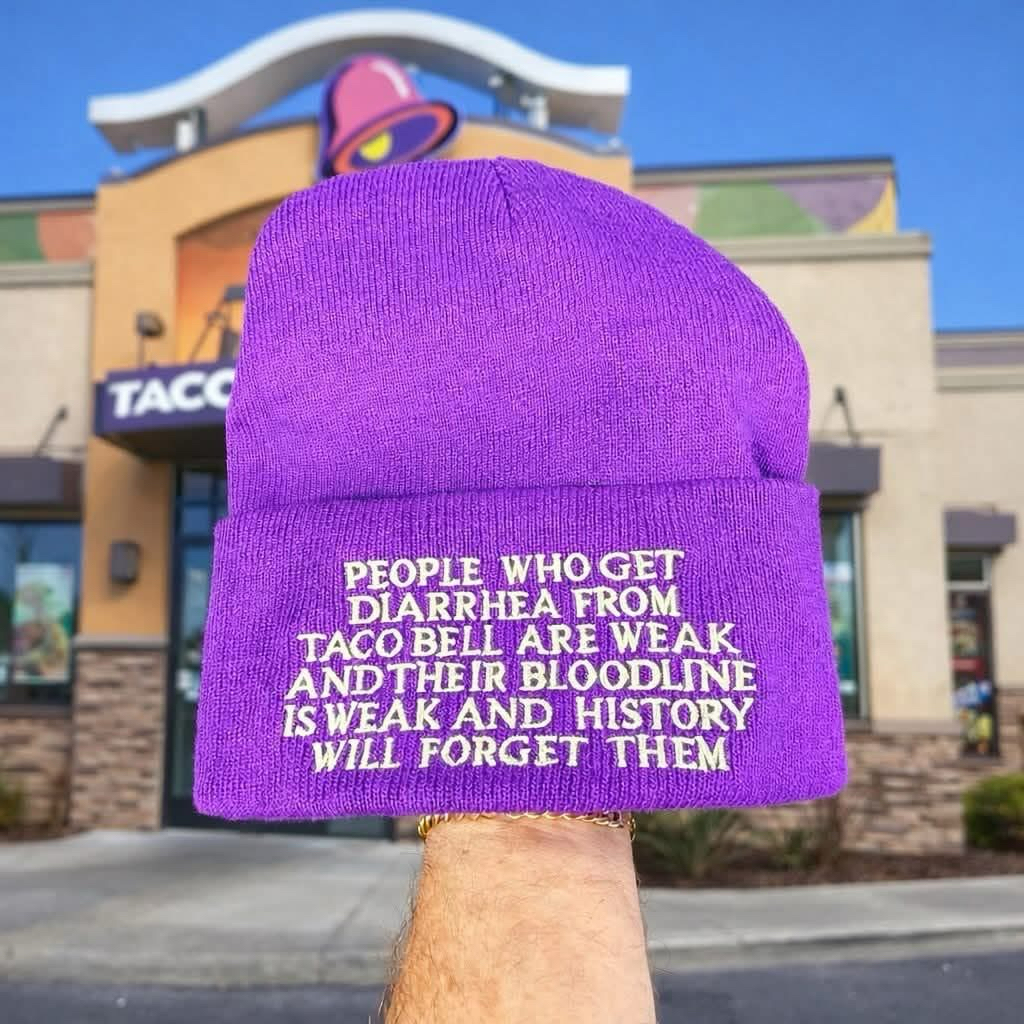 TACO
PEOPLE WHO GET
DIARRHEA FROM
TACO BELL ARE WEAK
AND THEIR BLOODLINE
IS WEAK AND HISTORY
WILL FORGET THEM